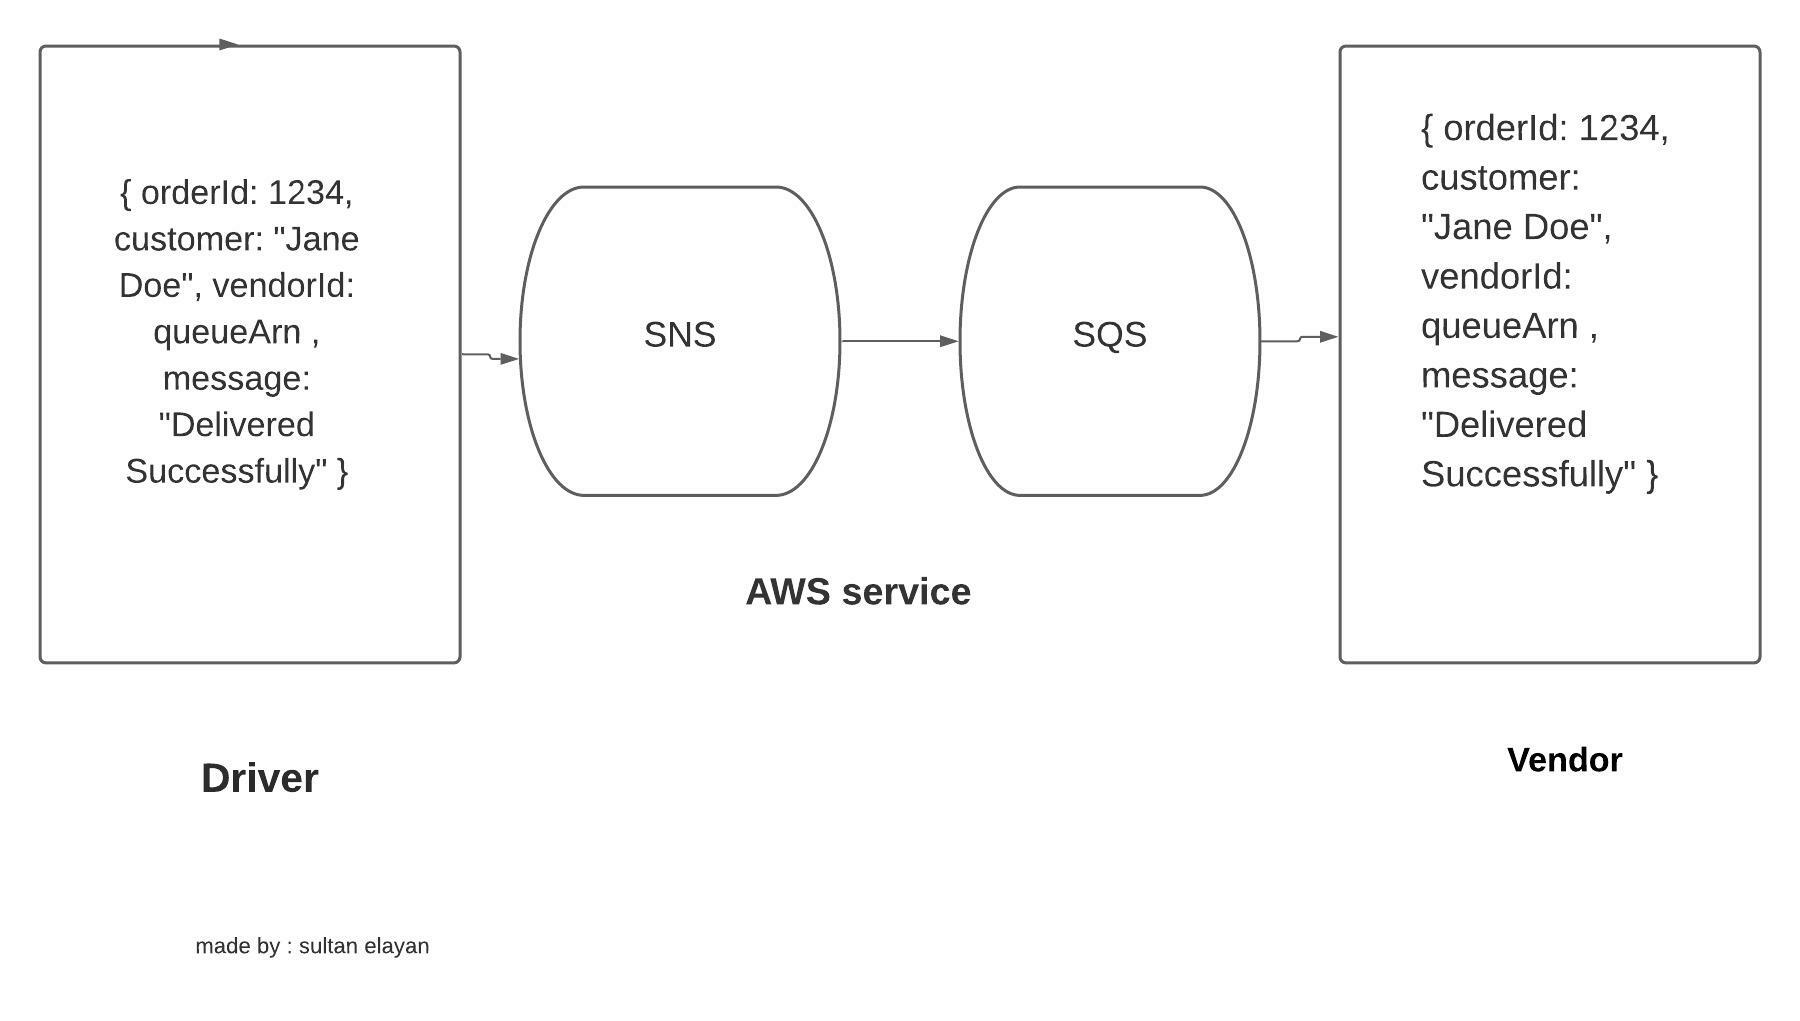 { orderId: 1234,
customer: "Jane
Doe", vendorId:
queueArn ,
message:
"Delivered
Successfully" }
SNS
SQS
{ orderId: 1234,
customer:
"Jane Doe",
vendorId:
queueArn ,
message:
"Delivered
Successfully" }
AWS service
Driver
Vendor
made by : sultan elayan